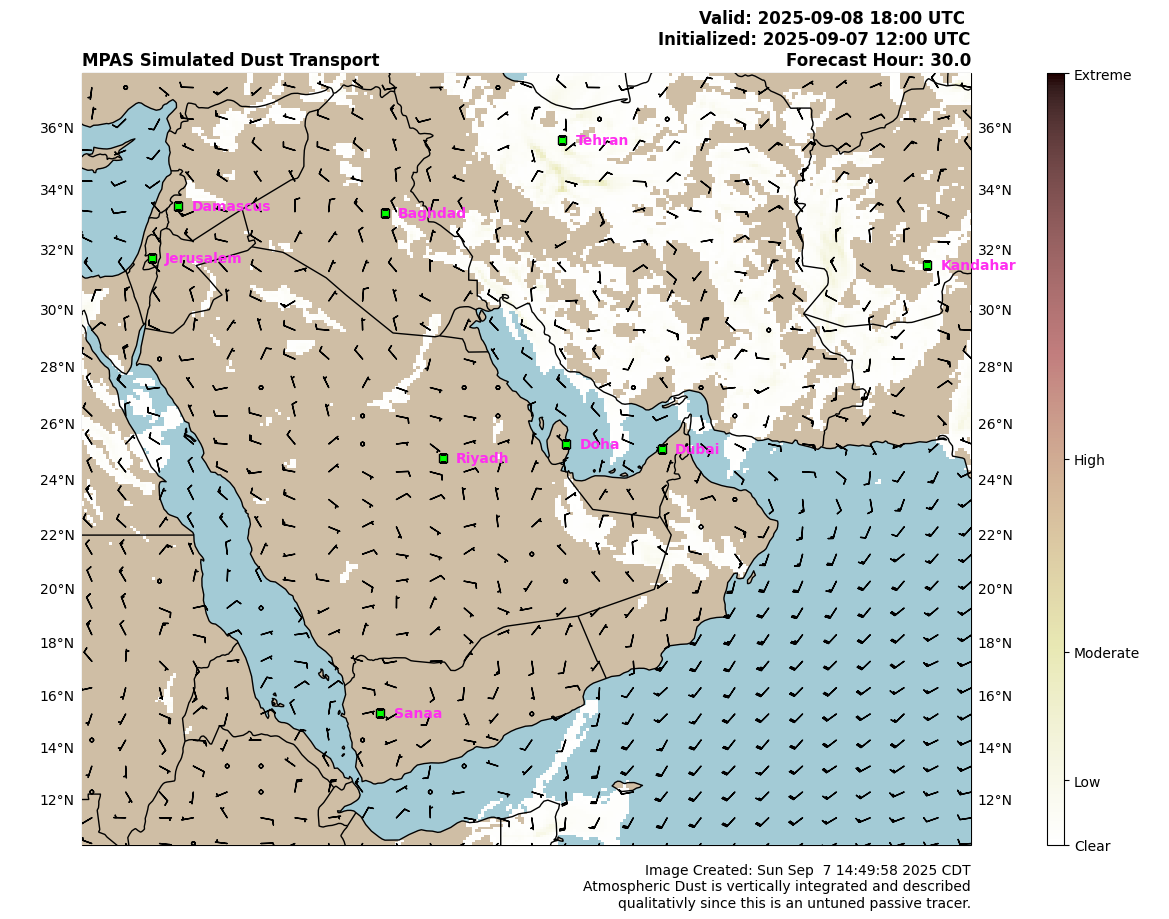 Valid: 2025-09-08 18:00 UTC
Initialized: 2025-09-07 12:00 UTC
MPAS Simulated Dust Transport
Forecast Hour: 30.0
Extreme
36°N
36°N
Tehran
34°N
34°N
Damascus
Baghdad
32°N
32°N
Jerusalem
Kandahar
30°N
30°N
28°N
28°N
26°N
26°N
Doha
Dubai
Riyadh
High
24°N
24°N
22°N
22°N
20°N
20°N
18°N
18°N
Moderate
16°N
16°N
Sanaa
14°N
14°N
Low
12°N
12°N
Clear
Image Created: Sun Sep  7 14:49:58 2025 CDT
Atmospheric Dust is vertically integrated and described
qualitativly since this is an untuned passive tracer.